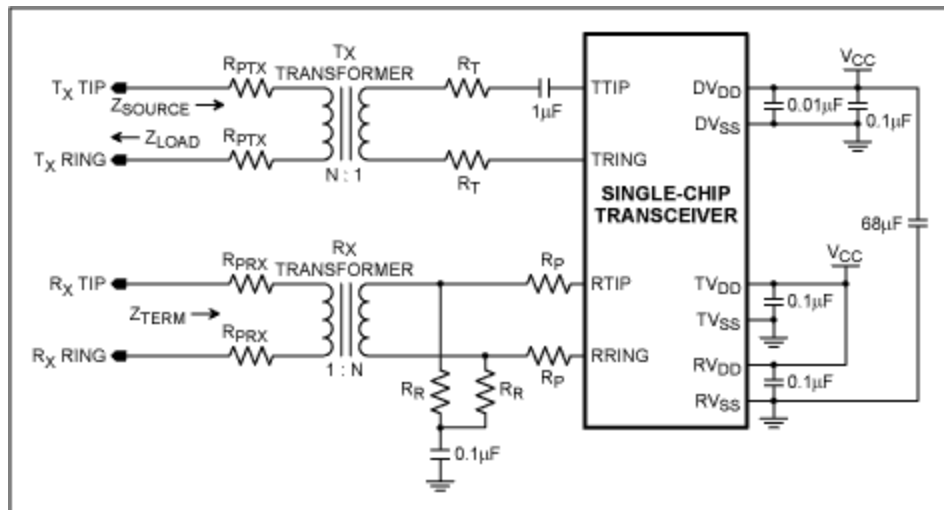 TX
TRANSFORMER
RPTX
RT
TX TIP
ZSOURCE
1µF
TTIP
ZLOAD
TX RING
RPTX
N : 1
RT
TRING
SINGLE-CHIP
TRANSCEIVER
DVDD
DVSS
VCC
0.01µF
0.1µF
68µF
VCC
RX
TRANSFORMER
RPRX
RP
RX TIP
RTIP
ZTERM
RX RING
RPRX
1 : N
RP
RRING
RR
RR
0.1µF
TVDD
0.1µF
TVSS
RVDD
0.1µF
RVSS